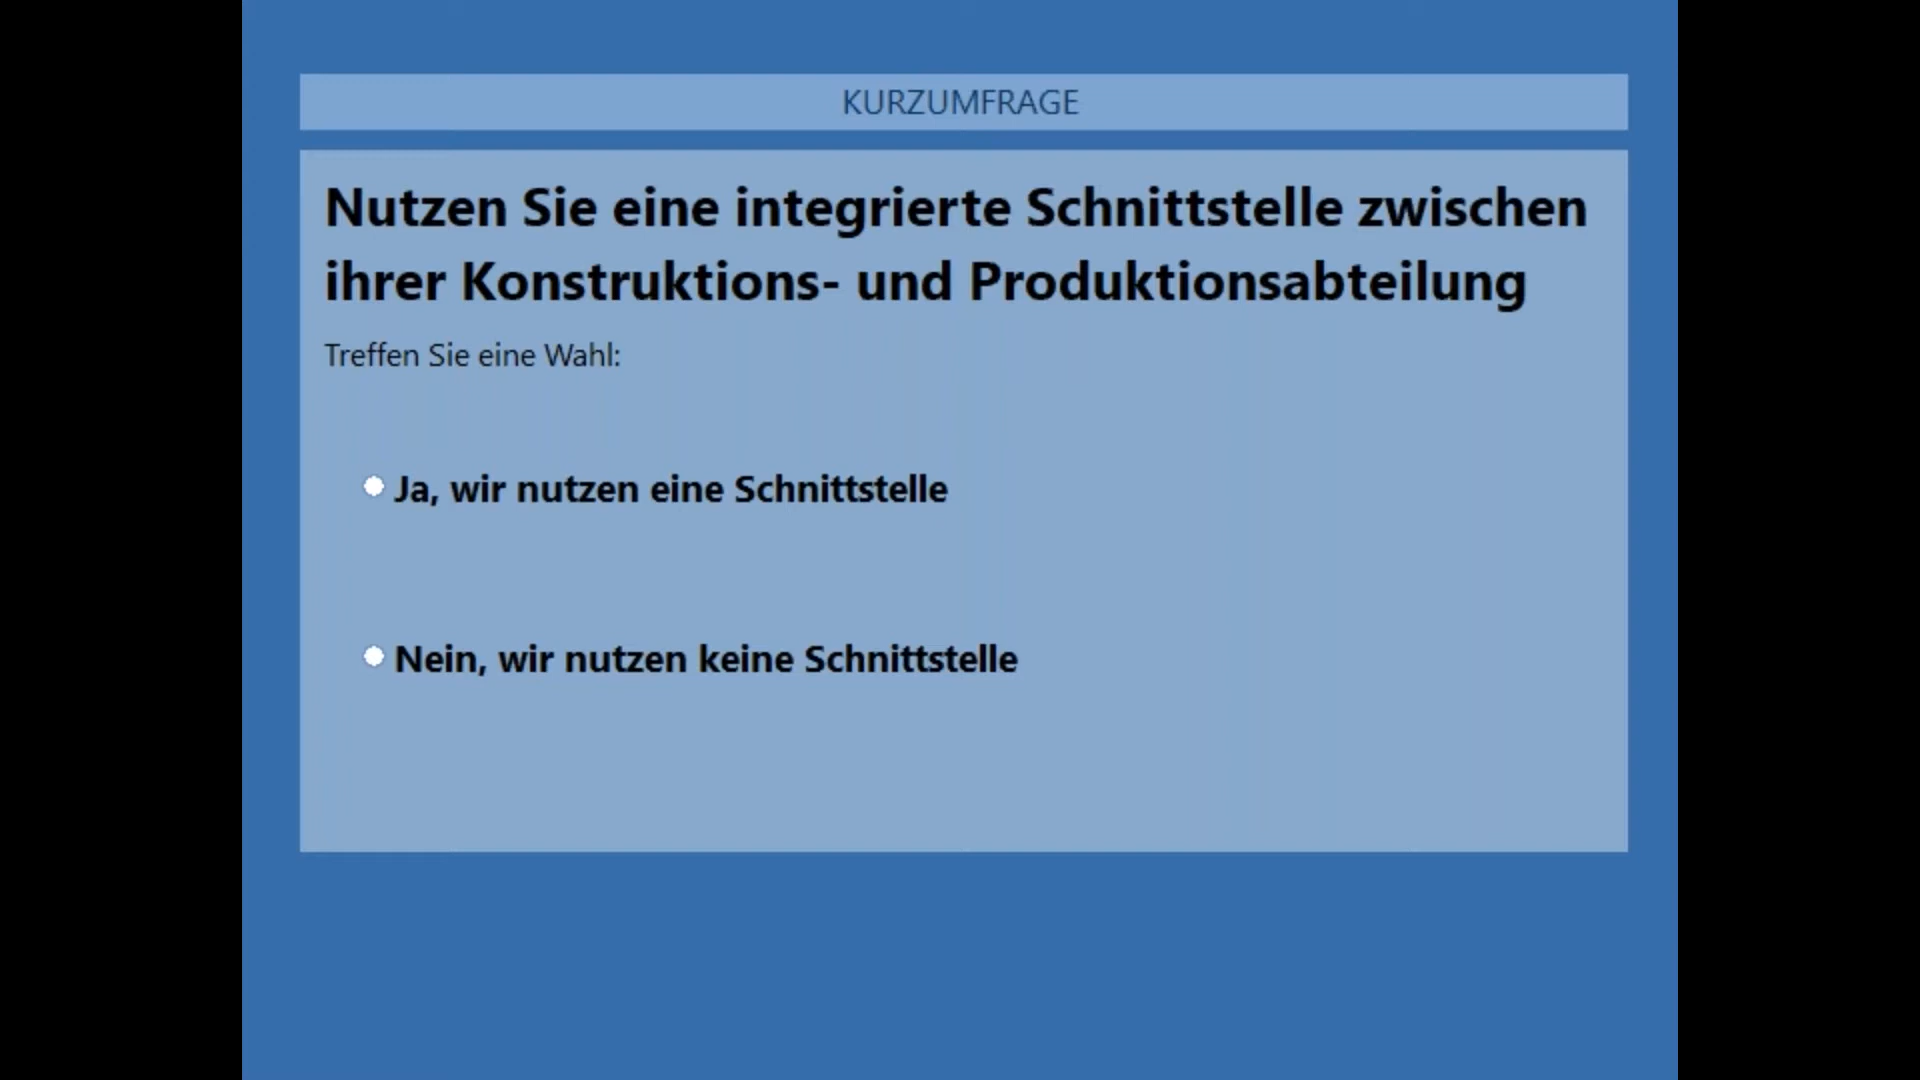 KURZUMFRAGE
Nutzen Sie eine integrierte Schnittstelle zwischen
ihrer Konstruktions- und Produktionsabteilung
Treffen Sie eine Wahl:
Ja, wir nutzen eine Schnittstelle
Nein, wir nutzen keine Schnittstelle